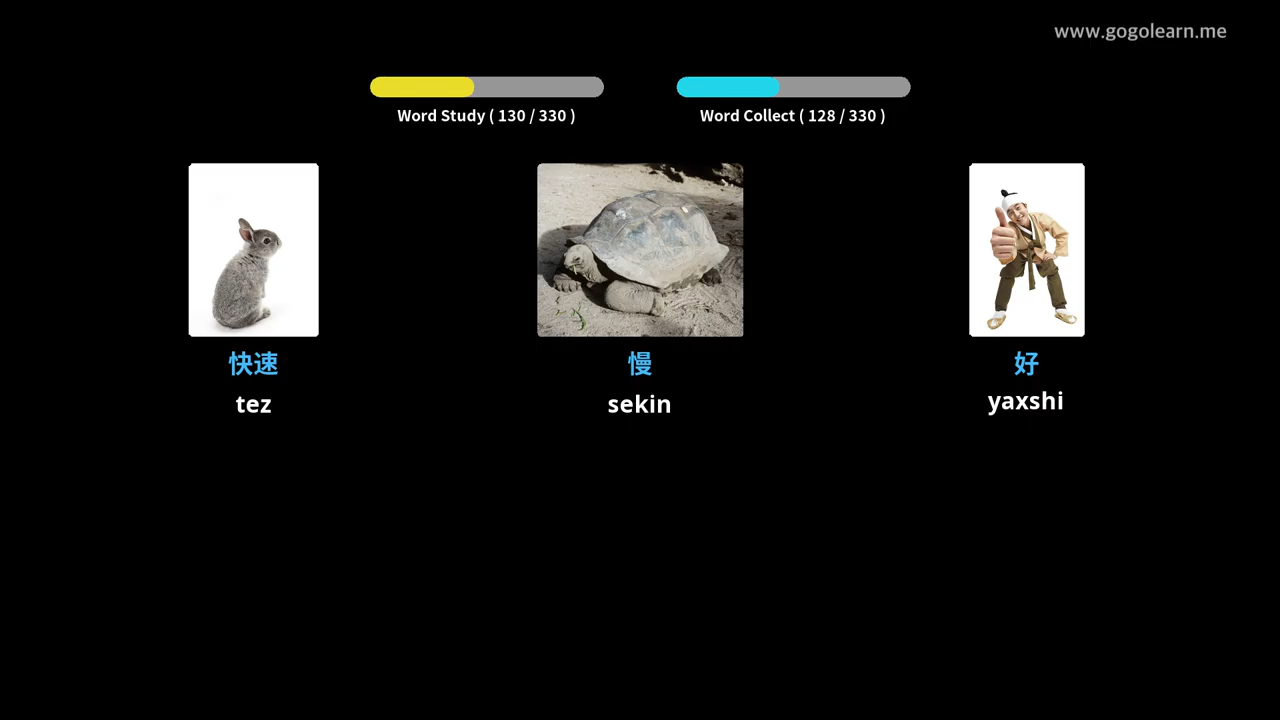 www.gogolearn.me
Word Study ( 130 / 330 )
Word Collect ( 128 / 330 )
快速
慢
好
tez
sekin
yaxshi